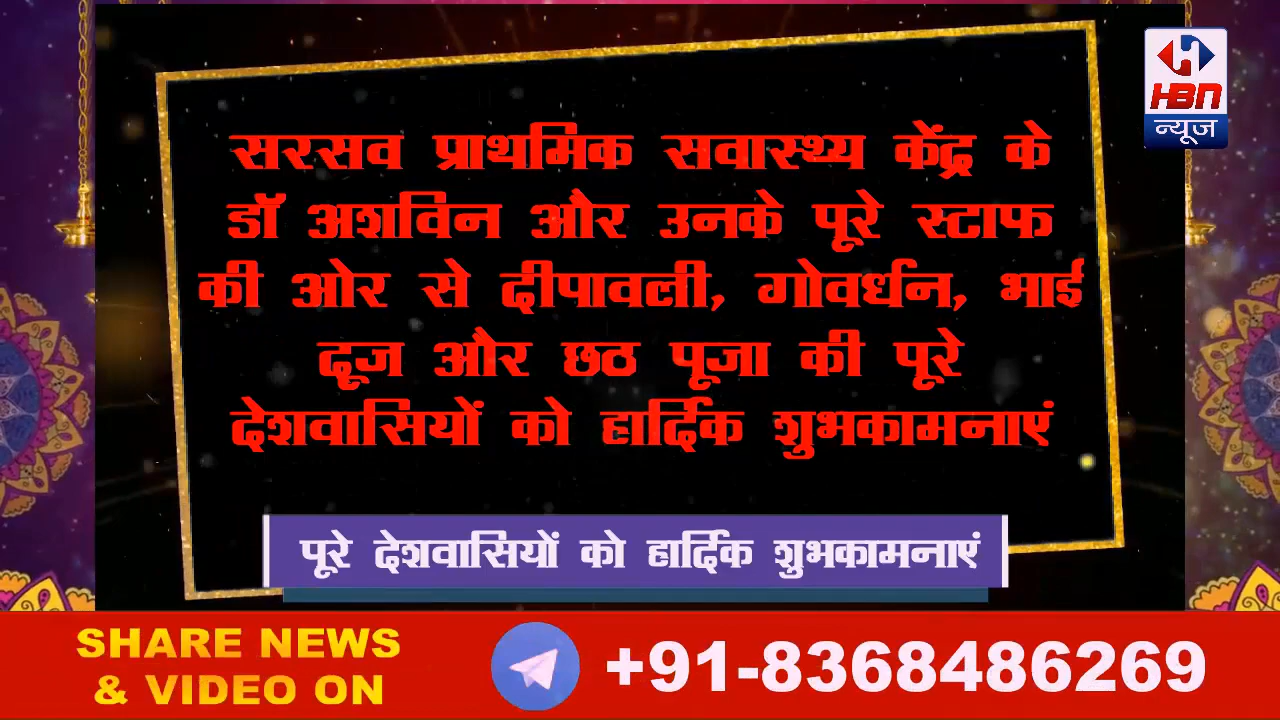 HBN
न्यूज
सरसव प्राथमिक सवास्थ्य केंद्र के
डॉ अशविन और उनके पूरे स्टाफ
की ओर से दीपावली, गोवर्धन, भाई
दूज और छठ पूजा की पूरे
देशवासियों को हार्दिक शुभकामनाएं
पूरे देशवासियों को हार्दिक शुभकामनाएं
SHARE NEWS
& VIDEO ON
+91-8368486269